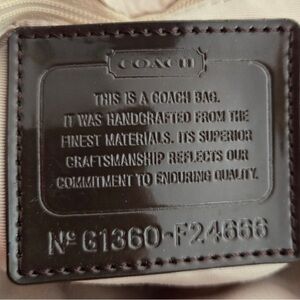 COACH
THIS IS A COACH BAG.
IT WAS HANDCRAFTED FROM THE
FINEST MATERIALS. ITS SUPERIOR
CRAFTSMANSHIP REFLECTS OUR
COMMITMENT TO ENDURING QUALITY.
Nº G1360-F24666